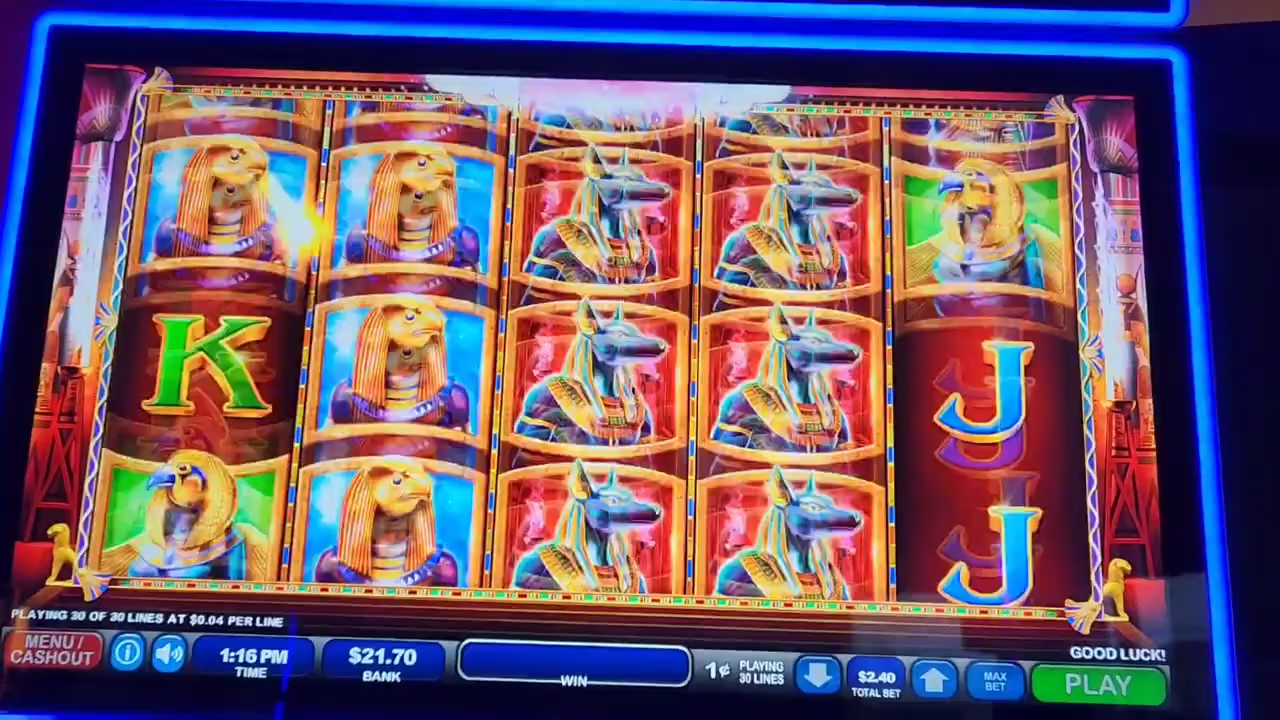 K
J
J
PLAYING 30 OF 30 LINES AT $0.04 PER LINE
GOOD LUCK!
MENU/
CASHOUT
1:16 PM
TIME
$21.70
BANK
WIN
1¢ PLAYING
30 LINES
$2.40
TOTAL BET
MAX
BET
PLAY